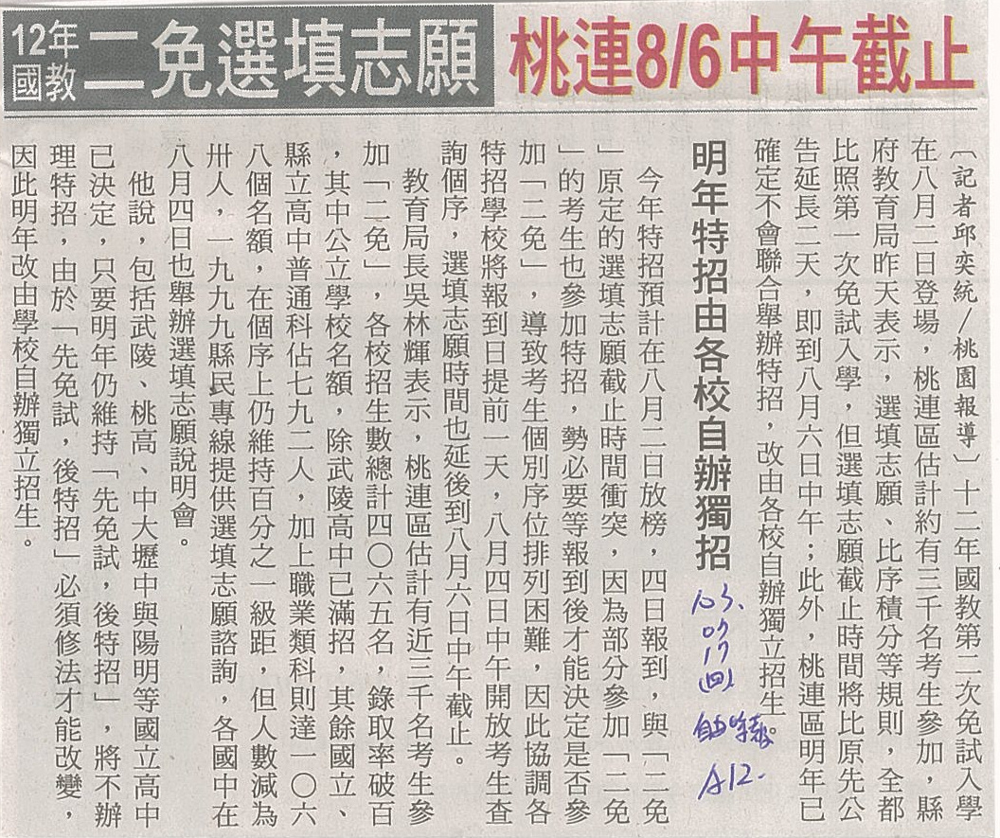 12年國教 二免選填志願 桃連8/6中午截止
〔記者邱奕統/桃園報導〕十二年國教第二次免試入學
在八月二日登場，桃連區估計約有三千名考生參加，縣
府教育局昨天表示，選填志願、比序積分等規則，全都
比照第一次免試入學，但選填志願截止時間將比原先公
告延長二天，即到八月六日中午；此外，桃連區明年已
確定不會聯合舉辦特招，改由各校自辦獨立招生。
明年特招由各校自辦獨招
103.
07
17
(四)
自由時報
A12.
今年特招預計在八月二日放榜，四日報到，與「二免
」原定的選填志願截止時間衝突，因為部分參加「二免
」的考生也參加特招，勢必要等報到後才能決定是否參
加「二免」，導致考生個別序位排列困難，因此協調各
特招學校將報到日提前一天，八月四日中午開放考生查
詢個序，選填志願時間也延後到八月六日中午截止。
教育局長吳林輝表示，桃連區估計有近三千名考生參
加「二免」，各校招生數總計四〇六五名，錄取率破百
，其中公立學校名額，除武陵高中已滿招，其餘國立、
縣立高中普通科佔七九二人，加上職業類科則達一〇六
八個名額，在個序上仍維持百分之一級距，但人數減為
卅人，一九九九縣民專線提供選填志願諮詢，各國中在
八月四日也舉辦選填志願說明會。
他說，包括武陵、桃高、中大壢中與陽明等國立高中
已決定，只要明年仍維持「先免試，後特招」，將不辦
理特招，由於「先免試，後特招」必須修法才能改變，
因此明年改由學校自辦獨立招生。